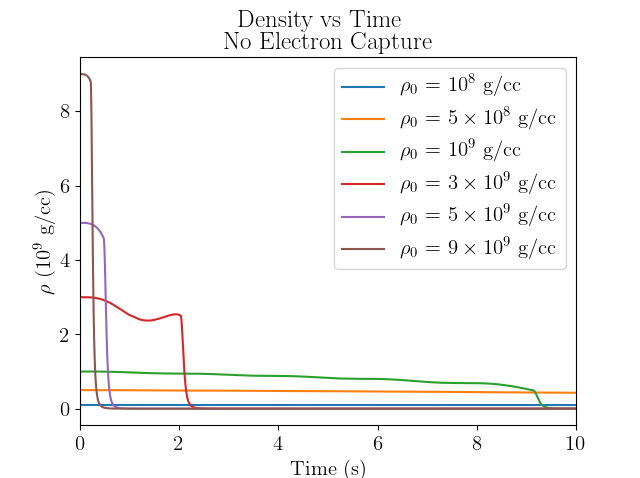 Density vs Time
No Electron Capture
ρ₀ = 10⁸ g/cc
ρ₀ = 5 × 10⁸ g/cc
ρ₀ = 10⁹ g/cc
ρ₀ = 3 × 10⁹ g/cc
ρ₀ = 5 × 10⁹ g/cc
ρ₀ = 9 × 10⁹ g/cc
ρ (10⁹ g/cc)
8
6
4
2
0
0 2 4 6 8 10
Time (s)